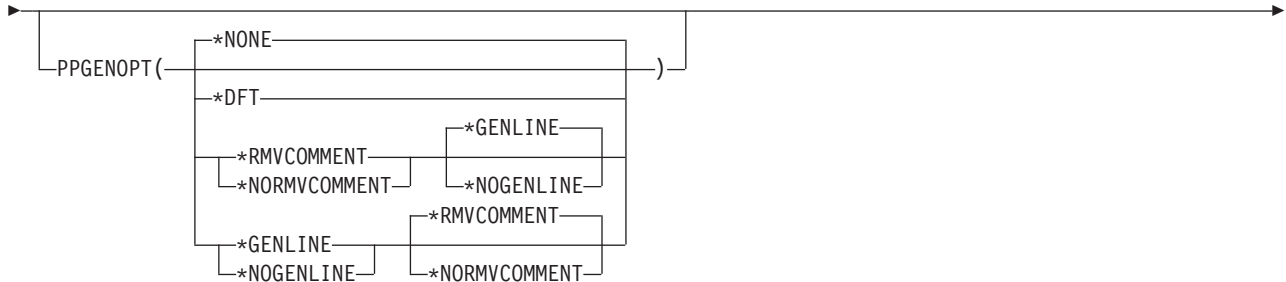 *NONE
PPGENOPT( )
*DFT
*GENLINE
*RMVCOMMENT
*NORMVCOMMENT *NOGENLINE
*RMVCOMMENT
*GENLINE
*NOGENLINE *NORMVCOMMENT